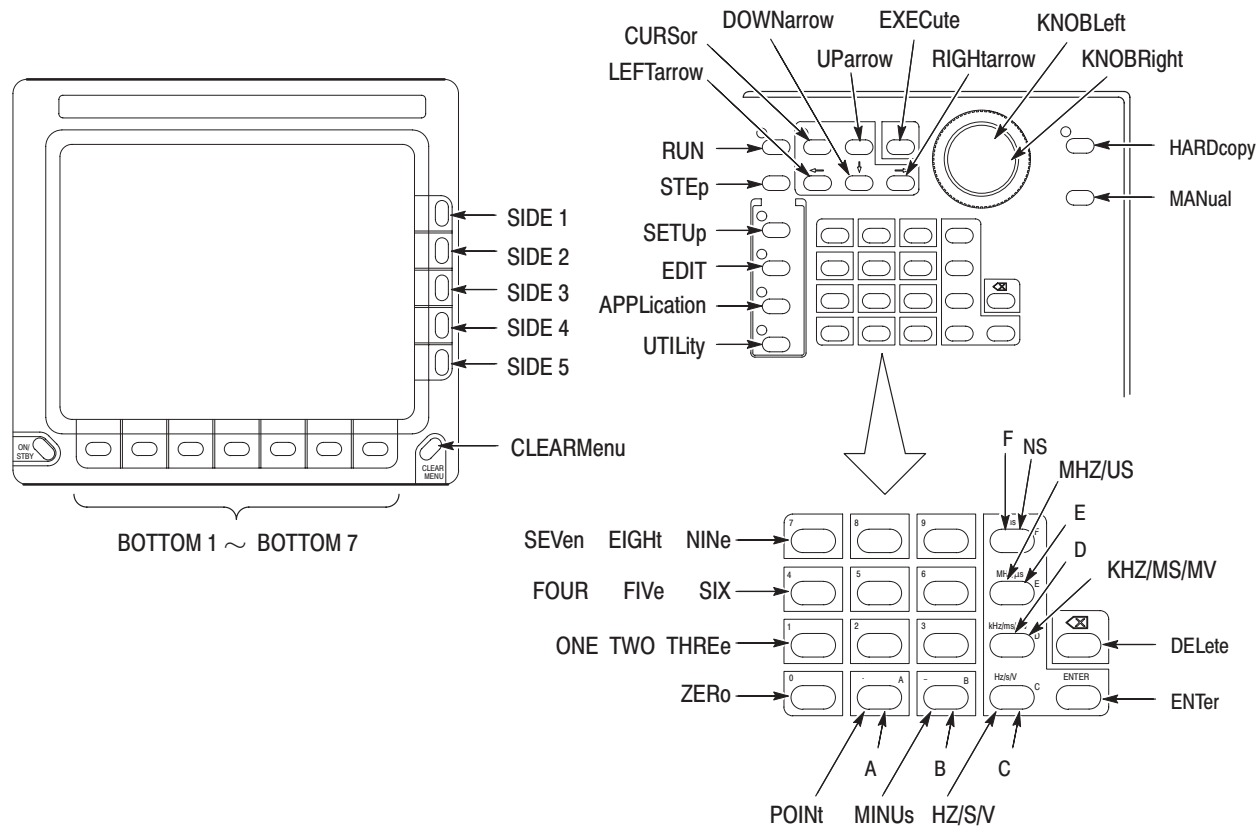 DOWNarrow EXECute KNOBLeft
CURSor UParrow RIGHtarrow KNOBRight
LEFTarrow
RUN
STEp
SETUp
EDIT
APPLication
UTILity
HARDcopy
MANual
SIDE 1
SIDE 2
SIDE 3
SIDE 4
SIDE 5
ON/
STBY
CLEAR
MENU
CLEARMenu
BOTTOM 1 ~ BOTTOM 7
F NS
MHZ/US
E
D
KHZ/MS/MV
SEVen EIGHt NINe
7 8 9 F
FOUR FIVe SIX
4 5 6 E
ONE TWO THREe
1 2 3 kHz/ms/ D
DELete
ZERo
0 . A - B Hz/s/V C ENTER
ENTer
A B C
POINt MINUs HZ/S/V